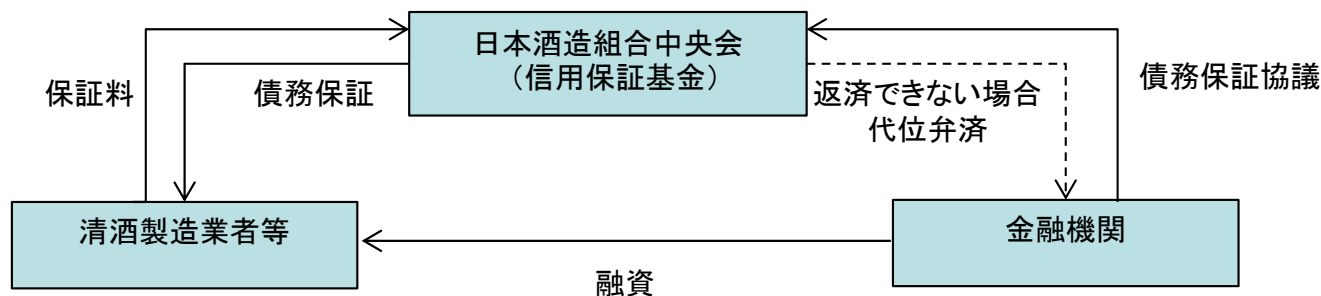 日本酒造組合中央会
（信用保証基金）
保証料
債務保証
返済できない場合
代位弁済
債務保証協議
清酒製造業者等
金融機関
融資